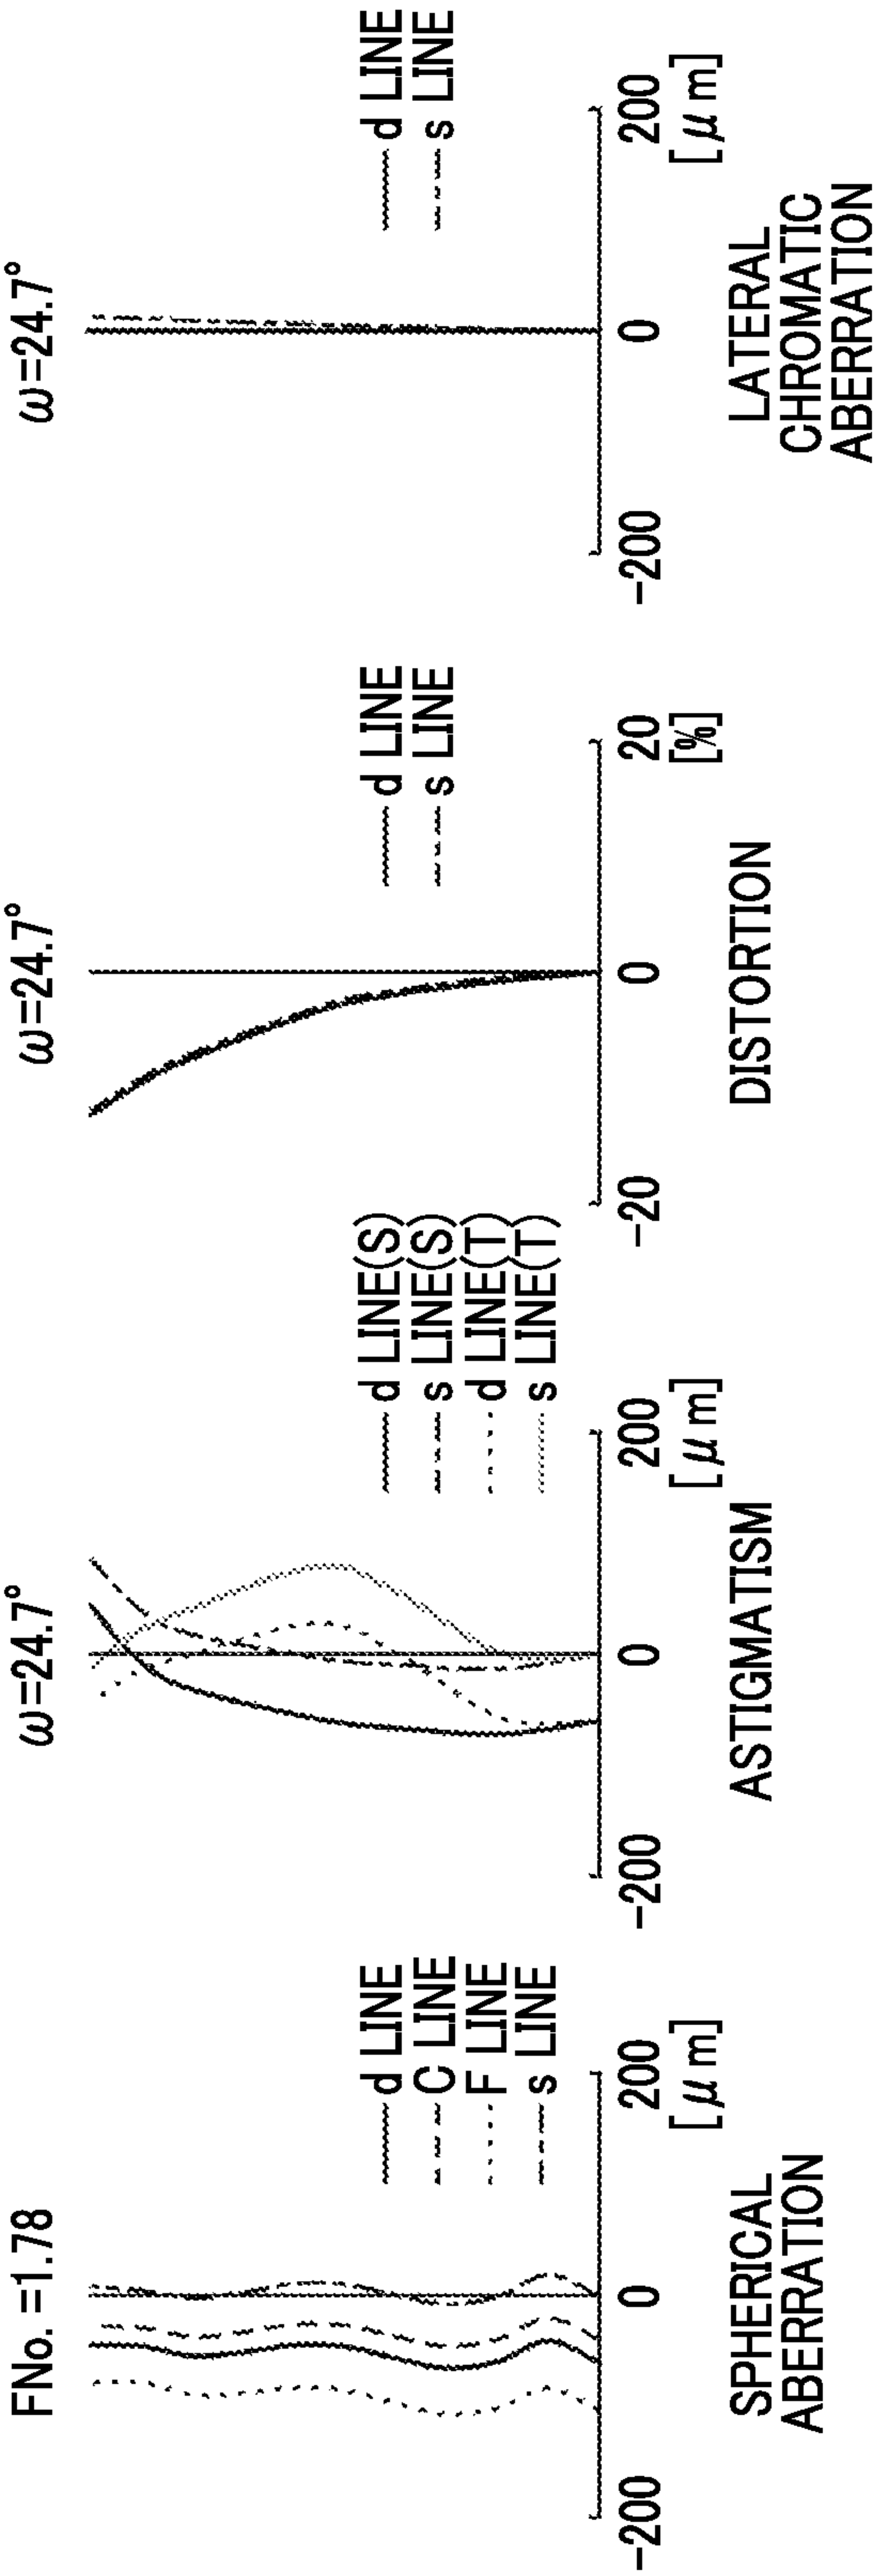 FNo. =1.78
d LINE
C LINE
F LINE
s LINE
-200
0
200
[μm]
SPHERICAL
ABERRATION
ω=24.7°
d LINE(S)
s LINE(S)
d LINE(T)
s LINE(T)
-200
0
200
[μm]
ASTIGMATISM
ω=24.7°
d LINE
s LINE
-20
0
20
[%]
DISTORTION
ω=24.7°
d LINE
s LINE
-200
0
200
[μm]
LATERAL
CHROMATIC
ABERRATION